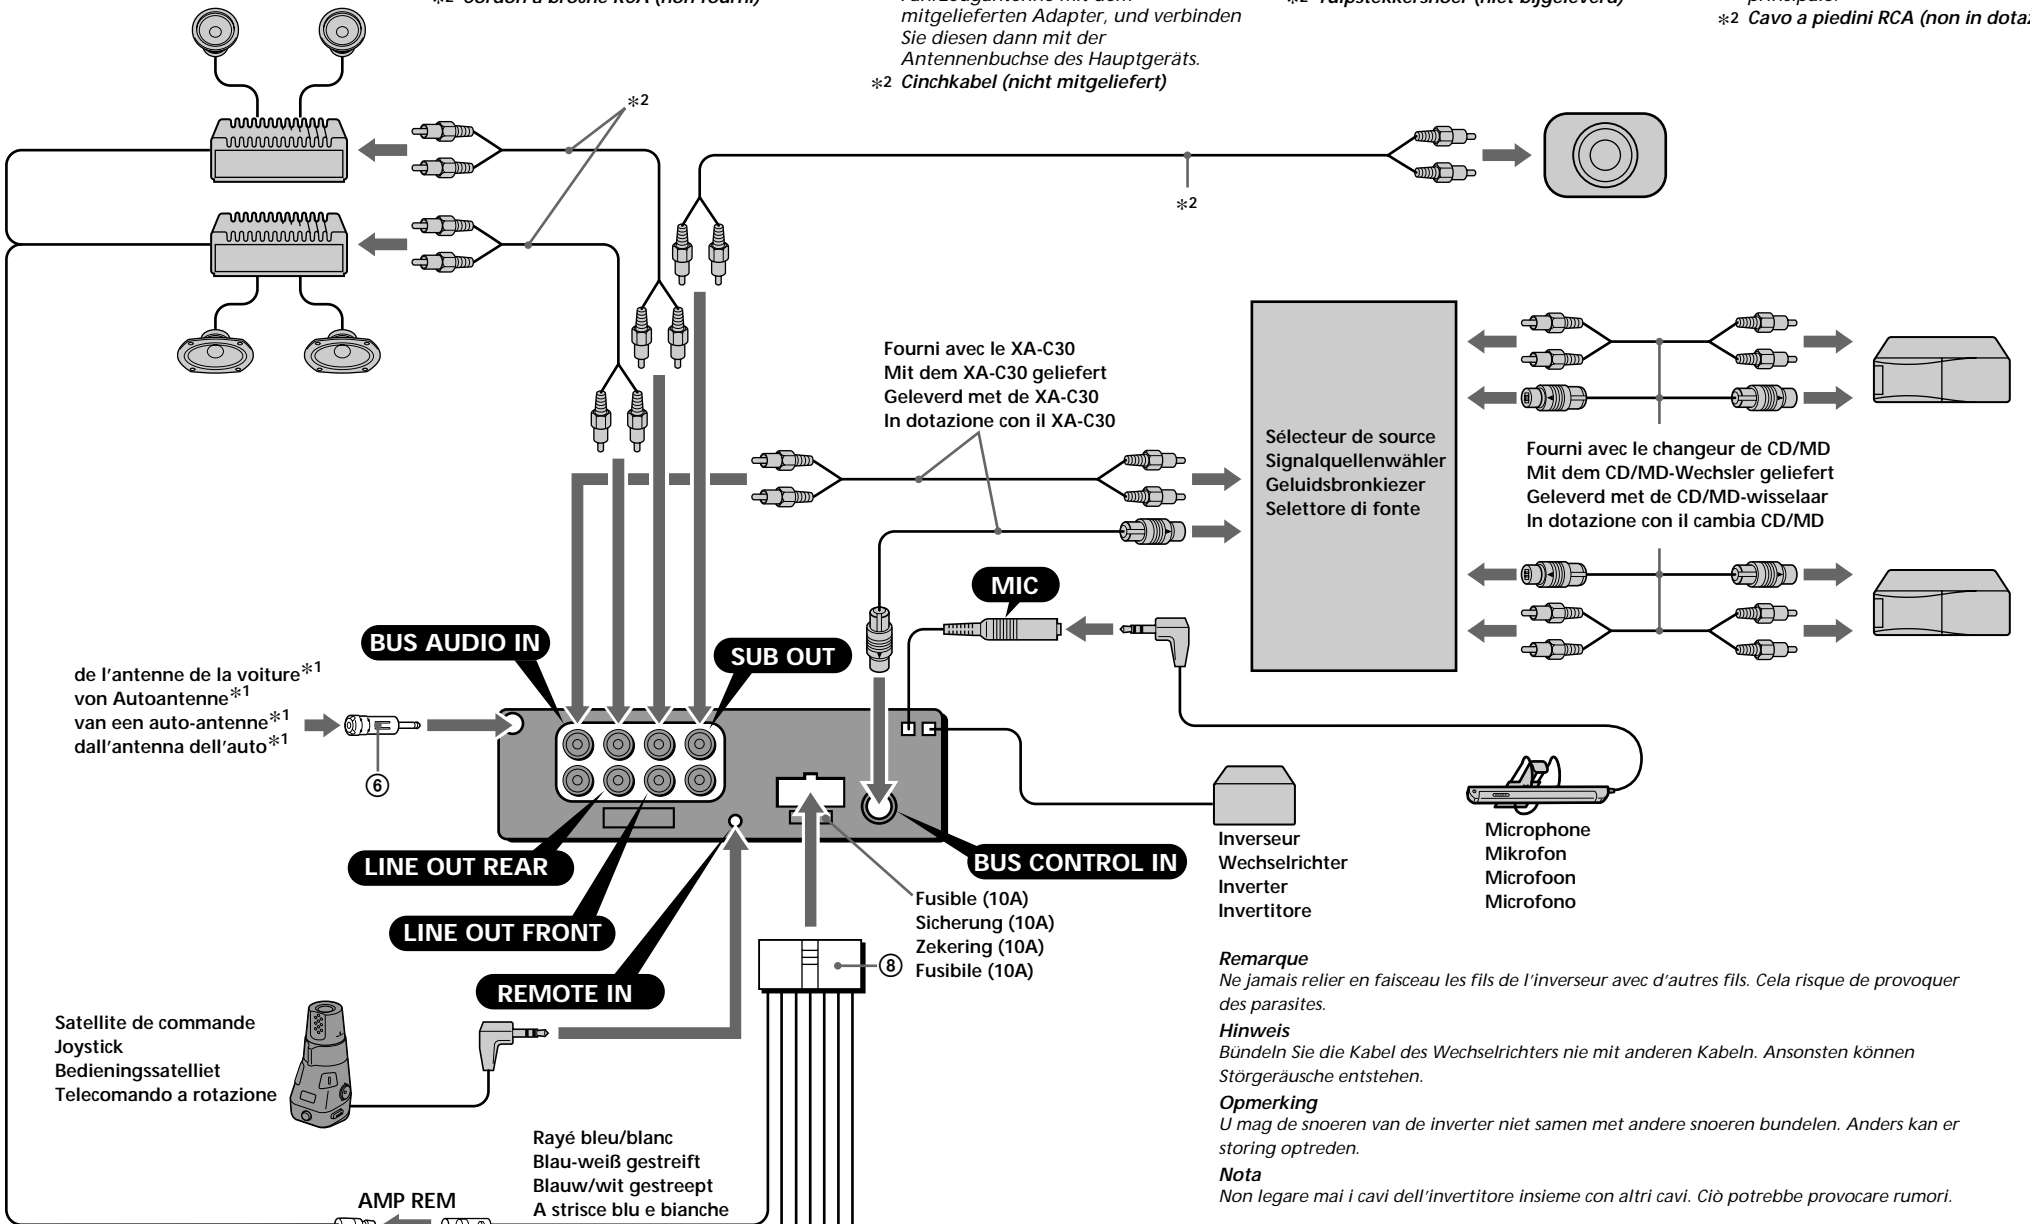 *2 Cordon à broche RCA (non fourni)
mitgelieferten Adapter, und verbinden
Sie diesen dann mit der
Antennenbuchse des Hauptgeräts.
*2 Cinchkabel (nicht mitgeliefert)
*2 Tulpstekkersnoer (niet bijgeleverd)
*2 Cavo a piedini RCA (non in dotaz
*2
*2
Fourni avec le XA-C30
Mit dem XA-C30 geliefert
Geleverd met de XA-C30
In dotazione con il XA-C30
Sélecteur de source
Signalquellenwähler
Geluidsbronkiezer
Selettore di fonte
Fourni avec le changeur de CD/MD
Mit dem CD/MD-Wechsler geliefert
Geleverd met de CD/MD-wisselaar
In dotazione con il cambia CD/MD
MIC
BUS AUDIO IN
SUB OUT
de l'antenne de la voiture*1
von Autoantenne*1
van een auto-antenne*1
dall'antenna dell'auto*1
⑥
LINE OUT REAR
LINE OUT FRONT
REMOTE IN
BUS CONTROL IN
Fusible (10A)
Sicherung (10A)
Zekering (10A)
Fusibile (10A)
⑧
Inverseur
Wechselrichter
Inverter
Invertitore
Microphone
Mikrofon
Microfoon
Microfono
Satellite de commande
Joystick
Bedieningssatelliet
Telecomando a rotazione
Rayé bleu/blanc
Blau-weiß gestreift
Blauw/wit gestreept
A strisce blu e bianche
AMP REM
Remarque
Ne jamais relier en faisceau les fils de l'inverseur avec d'autres fils. Cela risque de provoquer
des parasites.
Hinweis
Bündeln Sie die Kabel des Wechselrichters nie mit anderen Kabeln. Ansonsten können
Störgeräusche entstehen.
Opmerking
U mag de snoeren van de inverter niet samen met andere snoeren bundelen. Anders kan er
storing optreden.
Nota
Non legare mai i cavi dell'invertitore insieme con altri cavi. Ciò potrebbe provocare rumori.